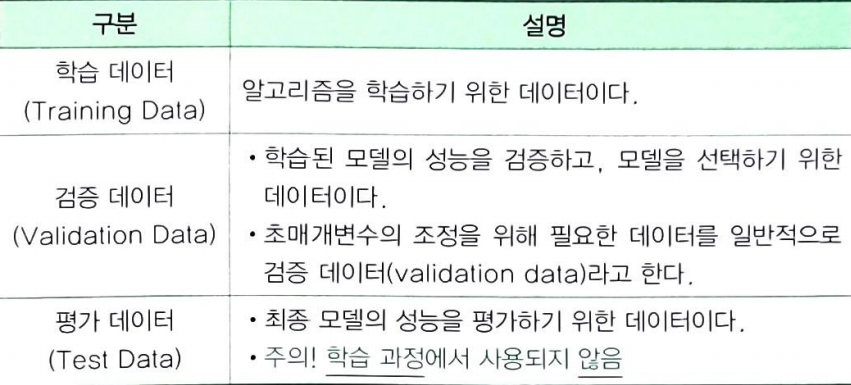 구분 설명
학습 데이터
(Training Data)
알고리즘을 학습하기 위한 데이터이다.
검증 데이터
(Validation Data)
• 학습된 모델의 성능을 검증하고, 모델을 선택하기 위한
데이터이다.
• 초매개변수의 조정을 위해 필요한 데이터를 일반적으로
검증 데이터(validation data)라고 한다.
평가 데이터
(Test Data)
• 최종 모델의 성능을 평가하기 위한 데이터이다.
• 주의! 학습 과정에서 사용되지 않음